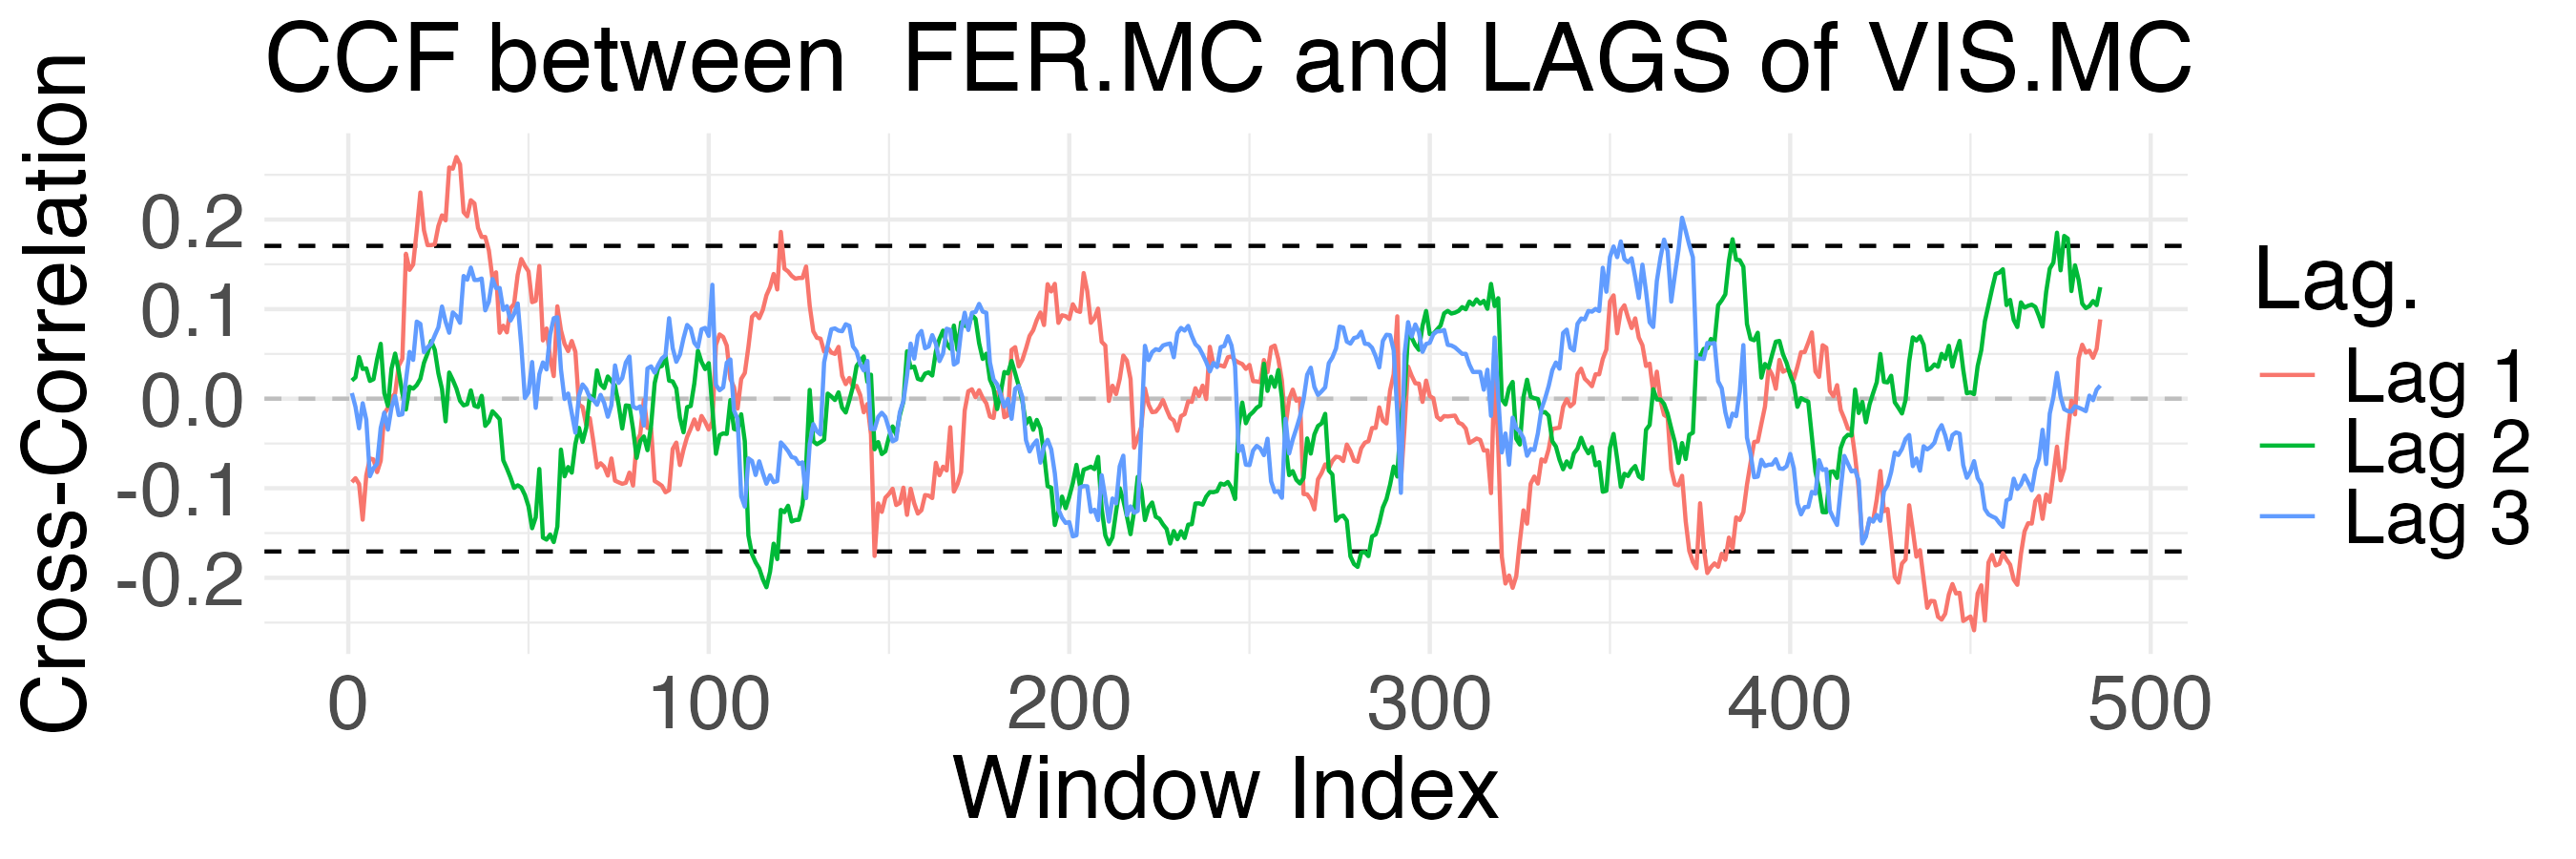 CCF between  FER.MC and LAGS of VIS.MC
Cross-Correlation
0.2
0.1
0.0
-0.1
-0.2
0 100 200 300 400 500
Window Index
Lag.
Lag 1
Lag 2
Lag 3